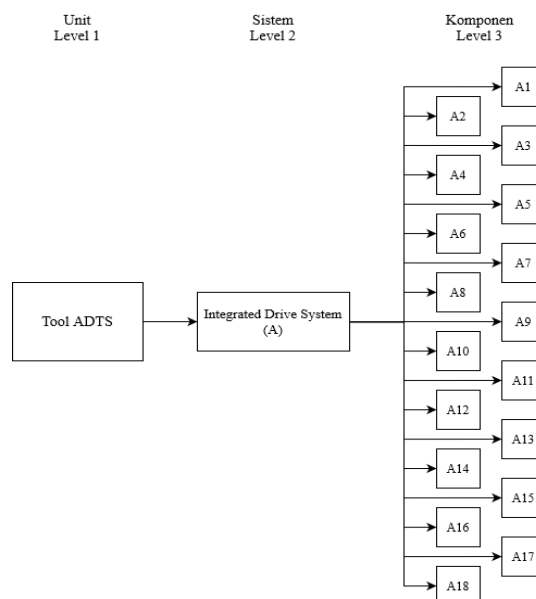 Unit
Level 1
Sistem
Level 2
Komponen
Level 3
Tool ADTS
Integrated Drive System
(A)
A1
A2
A3
A4
A5
A6
A7
A8
A9
A10
A11
A12
A13
A14
A15
A16
A17
A18